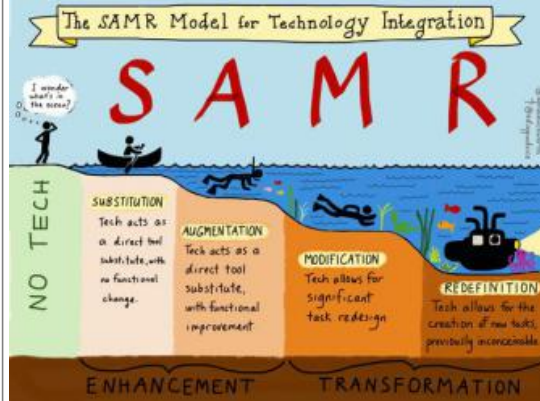 The SAMR Model for Technology Integration
S A M R
I wonder
what's in
the ocean?
NO TECH
SUBSTITUTION
Tech acts as
a direct tool
substitute, with
no functional
change.
AUGMENTATION
Tech acts as a
direct tool
substitute,
with functional
improvement
MODIFICATION
Tech allows for
significant
task redesign
REDEFINITION
Tech allows for the
creation of new tasks,
previously inconceivable
ENHANCEMENT
TRANSFORMATION